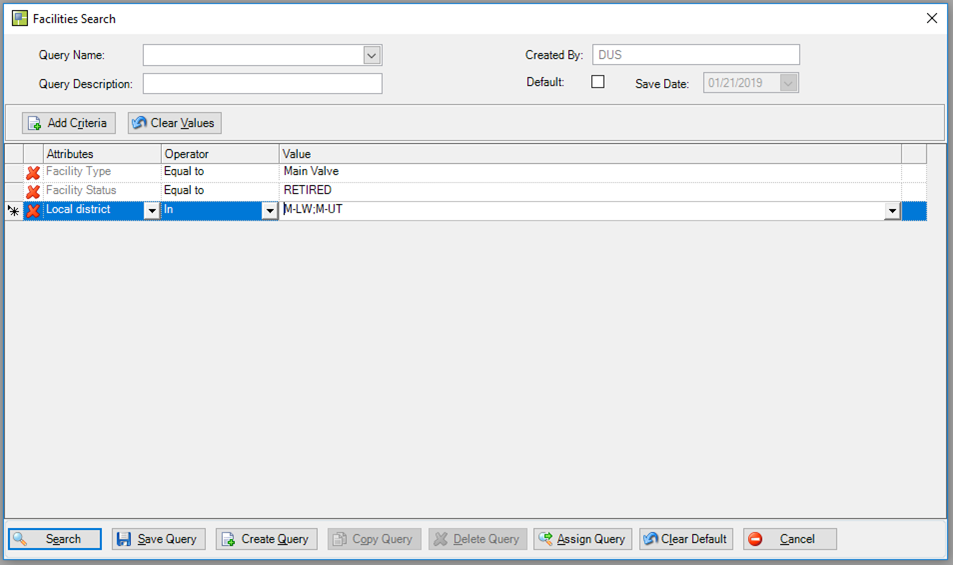 Facilities Search
Query Name:
Created By: DUS
Query Description:
Default:
Save Date: 01/21/2019
Add Criteria
Clear Values
Attributes Operator Value
Facility Type Equal to Main Valve
Facility Status Equal to RETIRED
Local district In M-LW;M-UT
Search
Save Query
Create Query
Copy Query
Delete Query
Assign Query
Clear Default
Cancel